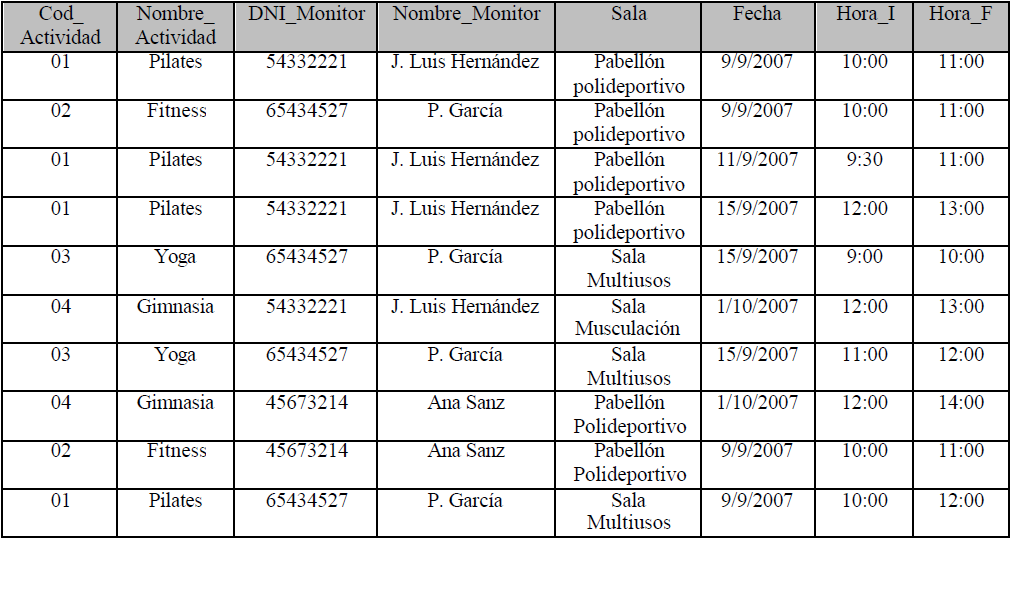 Cod_ Nombre_ DNI_Monitor Nombre_Monitor Sala Fecha Hora_I Hora_F
Actividad Actividad
01 Pilates 54332221 J. Luis Hernández Pabellón 9/9/2007 10:00 11:00
polideportivo
02 Fitness 65434527 P. García Pabellón 9/9/2007 10:00 11:00
polideportivo
01 Pilates 54332221 J. Luis Hernández Pabellón 11/9/2007 9:30 11:00
polideportivo
01 Pilates 54332221 J. Luis Hernández Pabellón 15/9/2007 12:00 13:00
polideportivo
03 Yoga 65434527 P. García Sala 15/9/2007 9:00 10:00
Multiusos
04 Gimnasia 54332221 J. Luis Hernández Sala 1/10/2007 12:00 13:00
Musculación
03 Yoga 65434527 P. García Sala 15/9/2007 11:00 12:00
Multiusos
04 Gimnasia 45673214 Ana Sanz Pabellón 1/10/2007 12:00 14:00
Polideportivo
02 Fitness 45673214 Ana Sanz Pabellón 9/9/2007 10:00 11:00
Polideportivo
01 Pilates 65434527 P. García Sala 9/9/2007 10:00 12:00
Multiusos